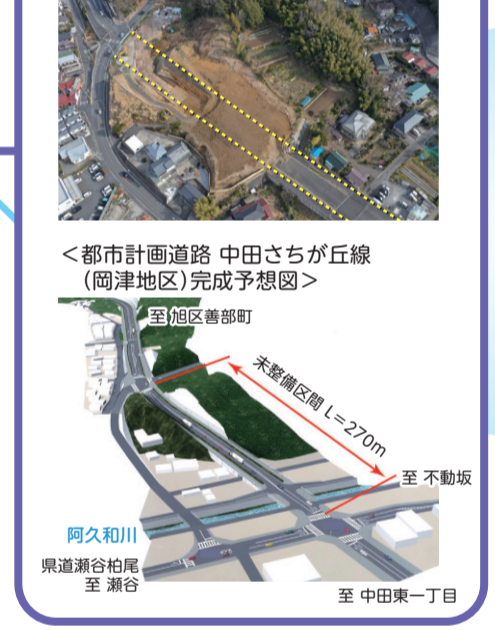 <都市計画道路 中田さちが丘線
(岡津地区)完成予想図>
至 旭区善部町
未整備区間 L=270m
至 不動坂
阿久和川
県道瀬谷柏尾
至 瀬谷
至 中田東一丁目